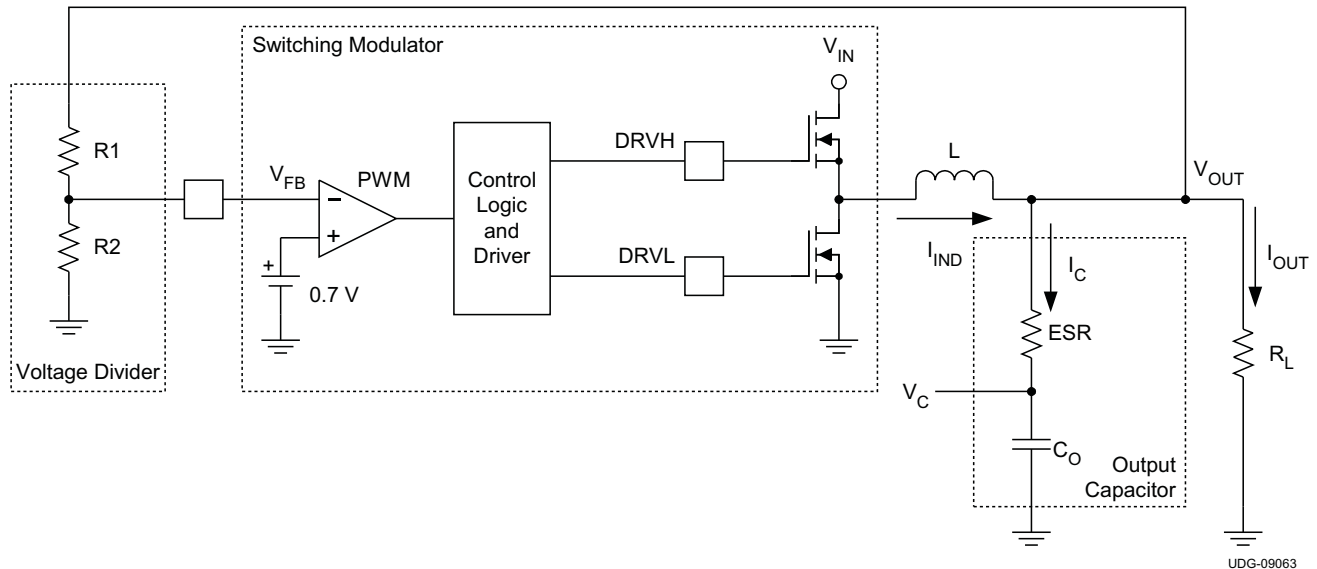 Switching Modulator
V_IN
R1
DRVH
L
V_FB
PWM
V_OUT
Control
Logic
and
Driver
R2
+
0.7 V
DRVL
I_IND
I_C
I_OUT
ESR
Voltage Divider
V_C
R_L
C_O
Output
Capacitor
UDG-09063